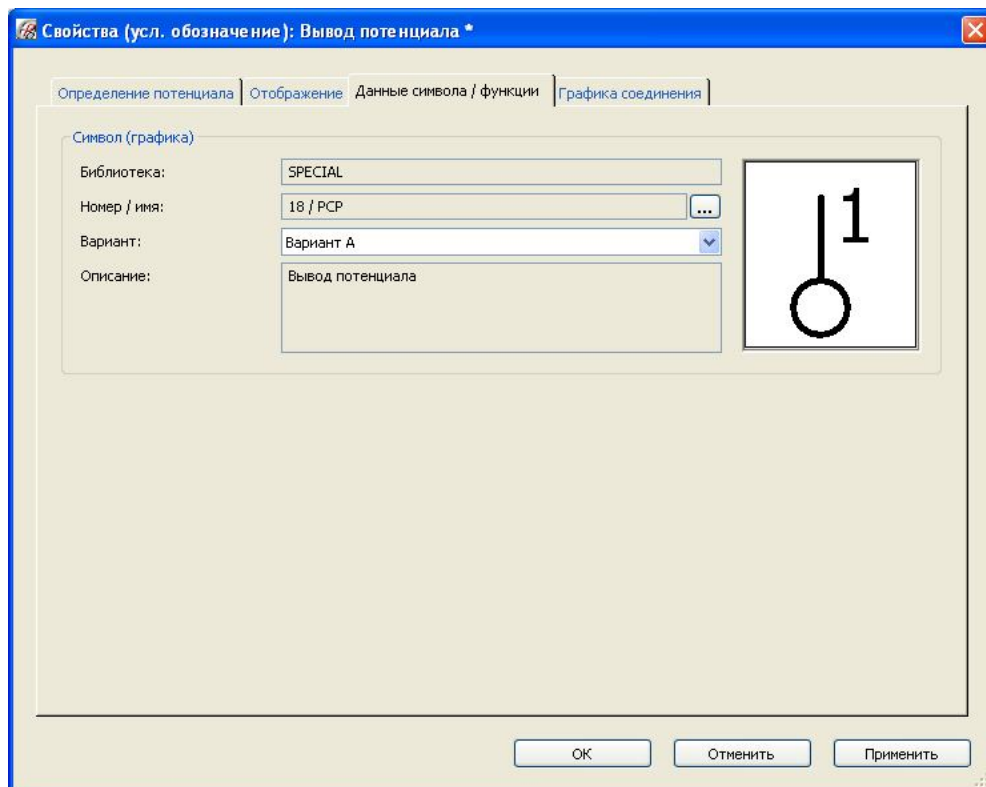 Свойства (усл. обозначение): Вывод потенциала *
Определение потенциала Отображение Данные символа / функции Графика соединения
Символ (графика)
Библиотека: SPECIAL
Номер / имя: 18 / PCP ...
Вариант: Вариант A
Описание: Вывод потенциала
1
ОК Отменить Применить